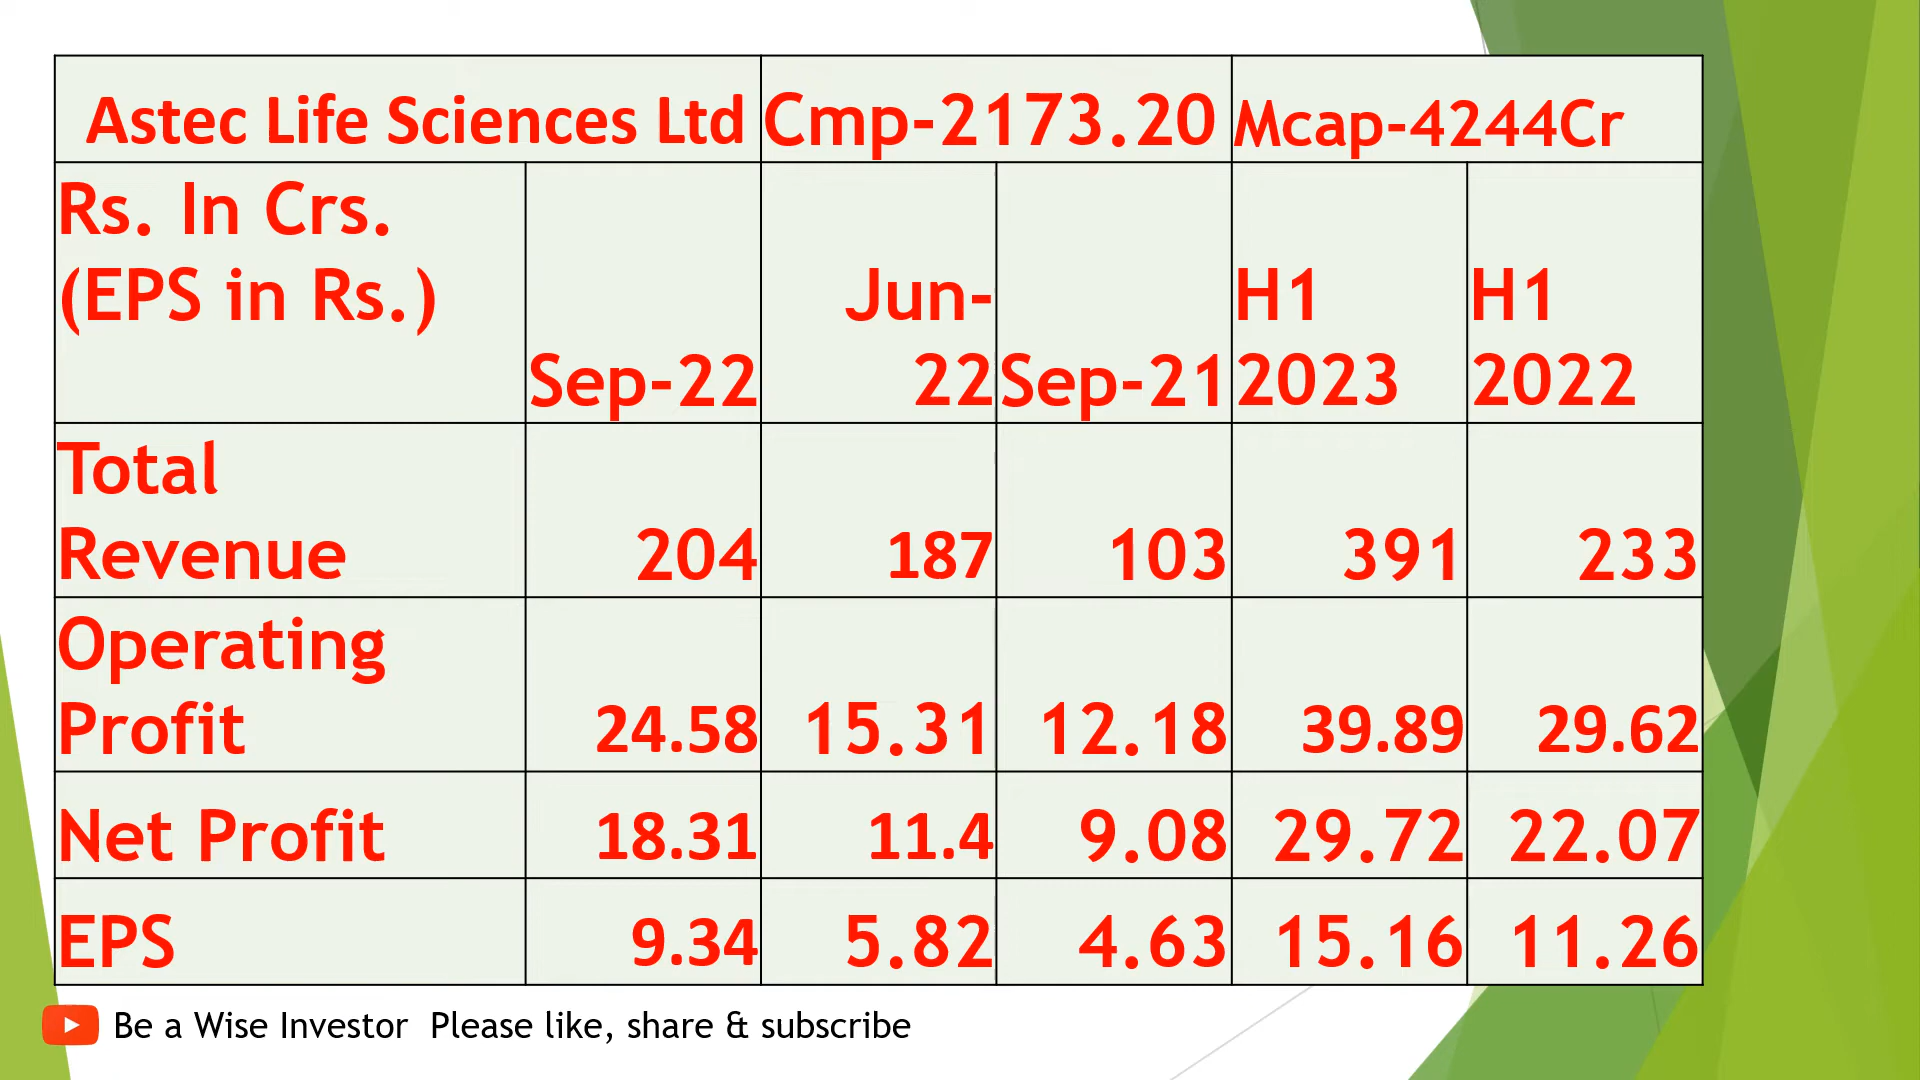 Astec Life Sciences Ltd Cmp-2173.20 Mcap-4244Cr
Rs. In Crs.
(EPS in Rs.)
Sep-22
Jun-
22
Sep-21
H1
2023
H1
2022
Total
Revenue 204 187 103 391 233
Operating
Profit 24.58 15.31 12.18 39.89 29.62
Net Profit 18.31 11.4 9.08 29.72 22.07
EPS 9.34 5.82 4.63 15.16 11.26
Be a Wise Investor Please like, share & subscribe